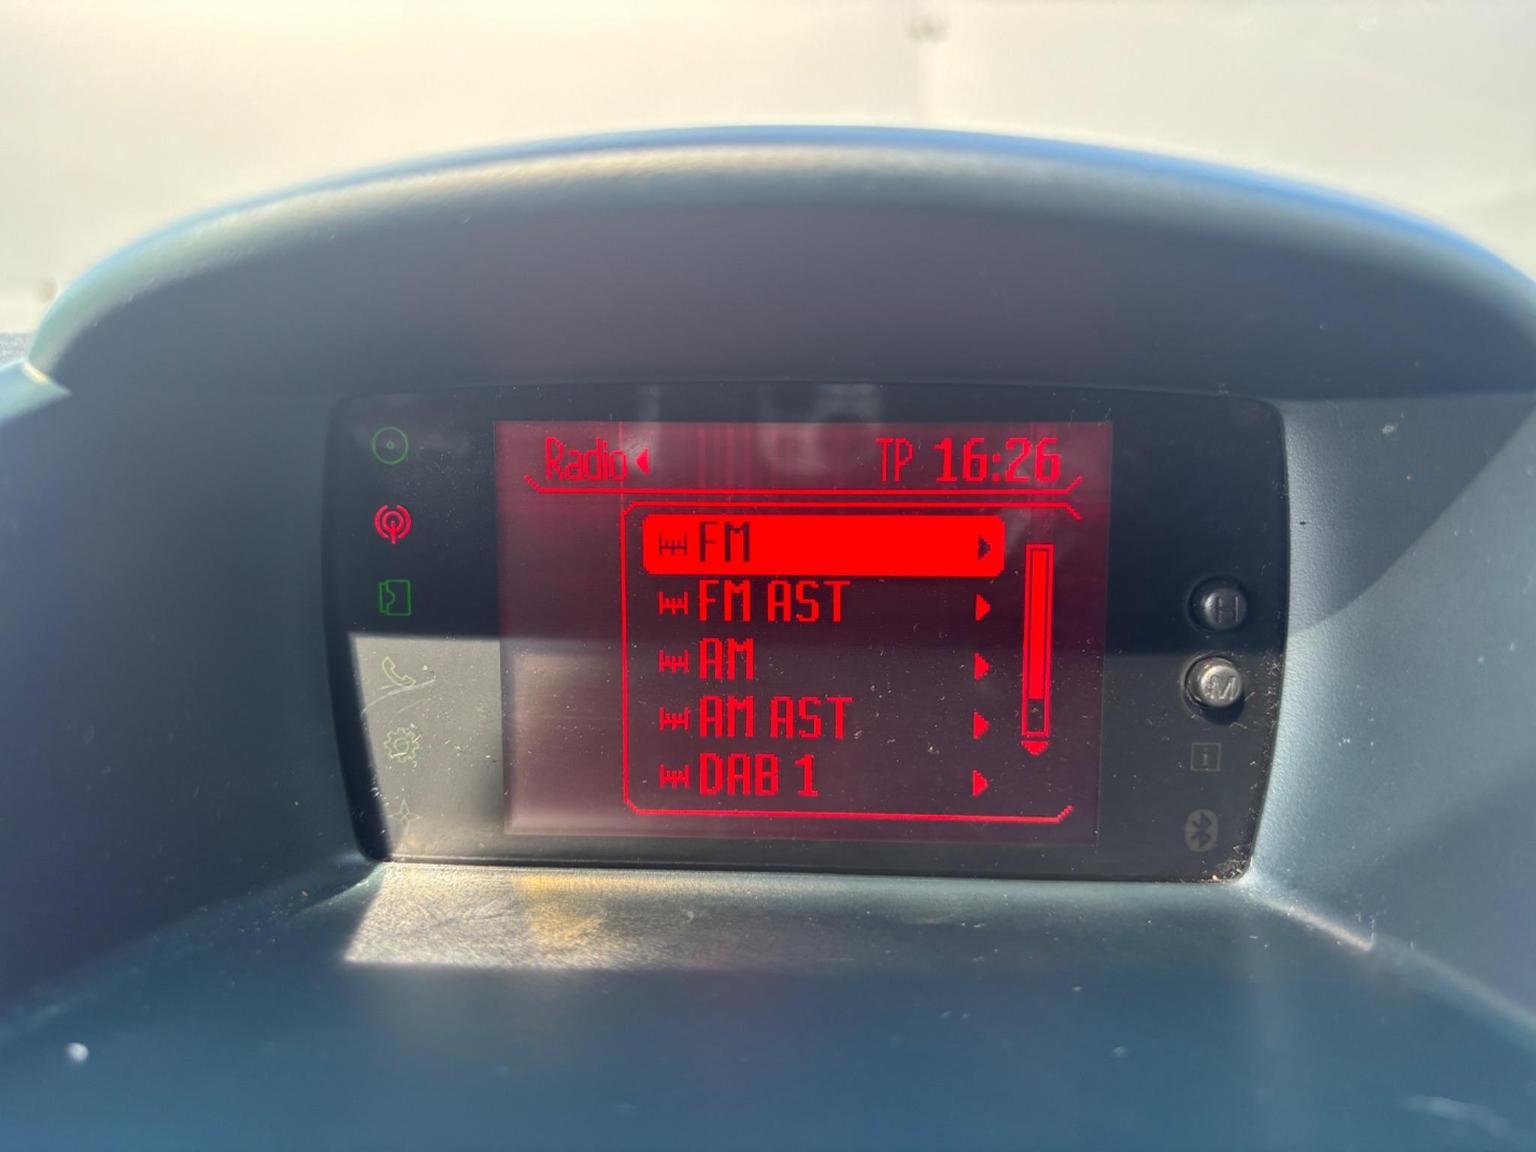 Radio TP 16:26
FM
FM AST
AM
AM AST
DAB 1
H
M
i